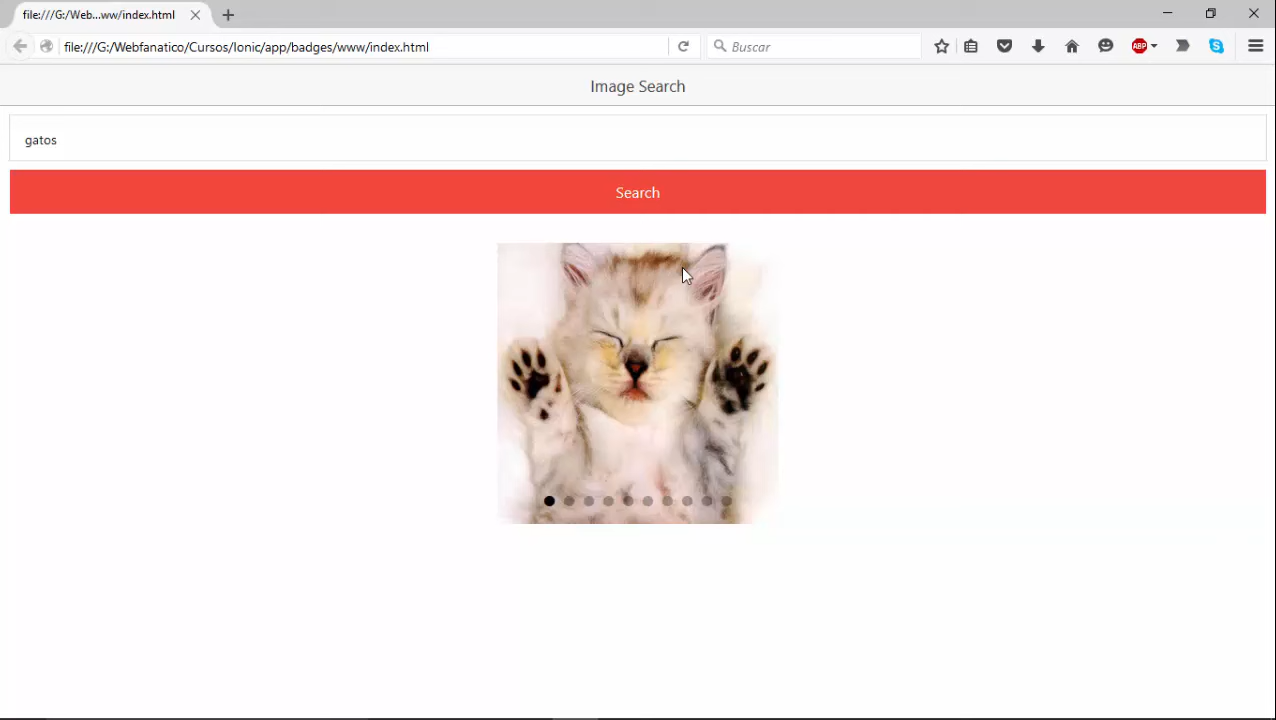 file:///G:/Web...ww/index.html
file:///G:/Webfanatico/Cursos/Ionic/app/badges/www/index.html
Buscar
ABP
Image Search
gatos
Search